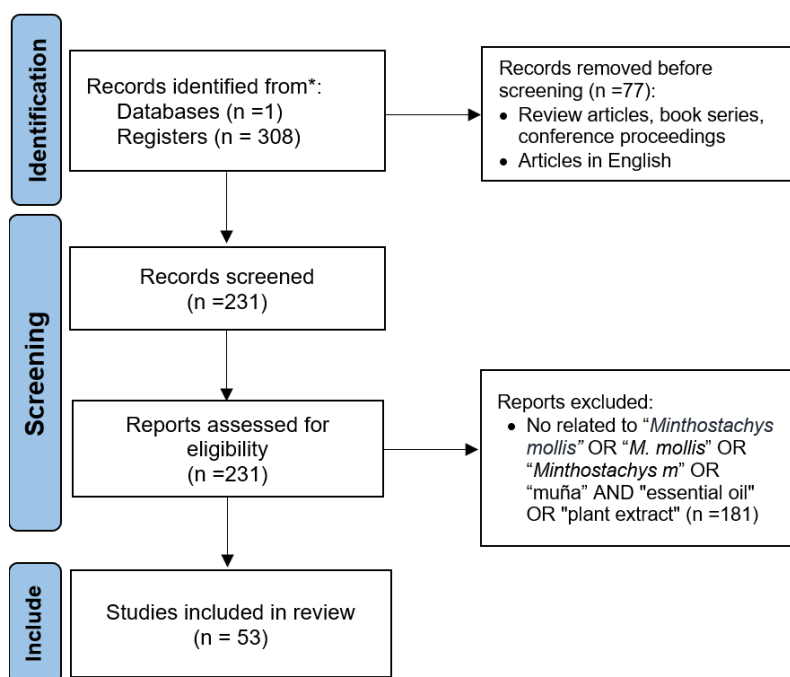 Identification
Records identified from*:
Databases (n =1)
Registers (n = 308)
Records removed before
screening (n =77):
• Review articles, book series,
conference proceedings
• Articles in English
Screening
Records screened
(n =231)
Reports assessed for
eligibility
(n =231)
Reports excluded:
• No related to “Minthostachys
mollis” OR “M. mollis” OR
“Minthostachys m” OR
“muña” AND "essential oil"
OR "plant extract" (n =181)
Include
Studies included in review
(n = 53)